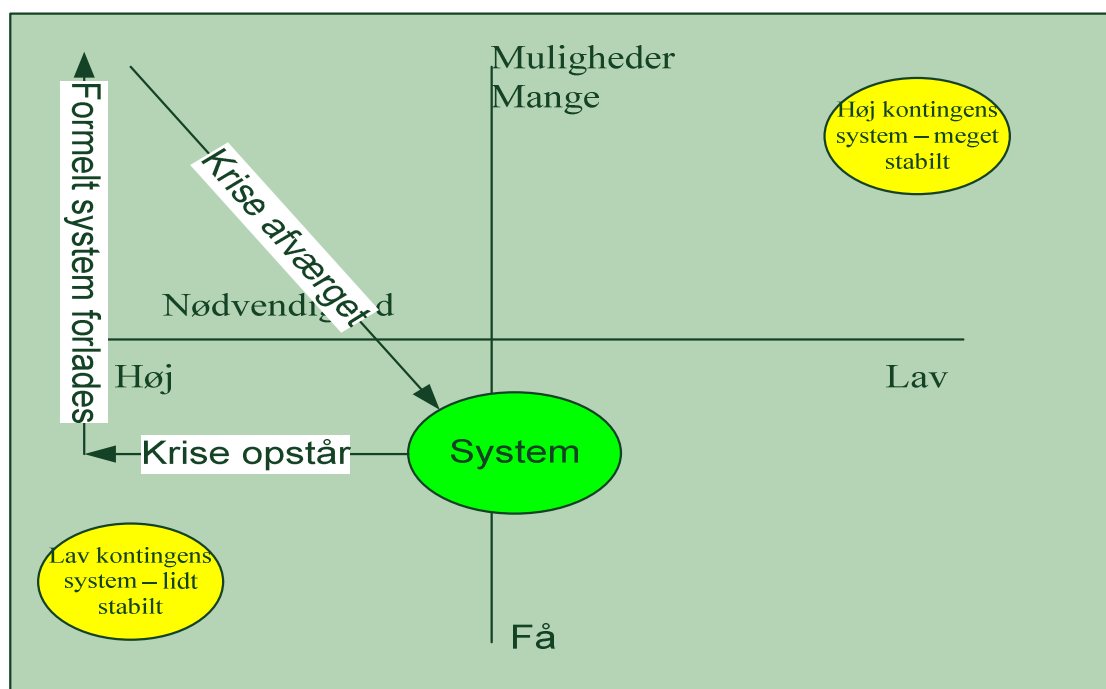 Muligheder
Mange
Høj kontingens
system – meget
stabilt
Formelt system forlades
Krise afværget
Høj
Lav
System
Krise opstår
Lav kontingens
system – lidt
stabilt
Få